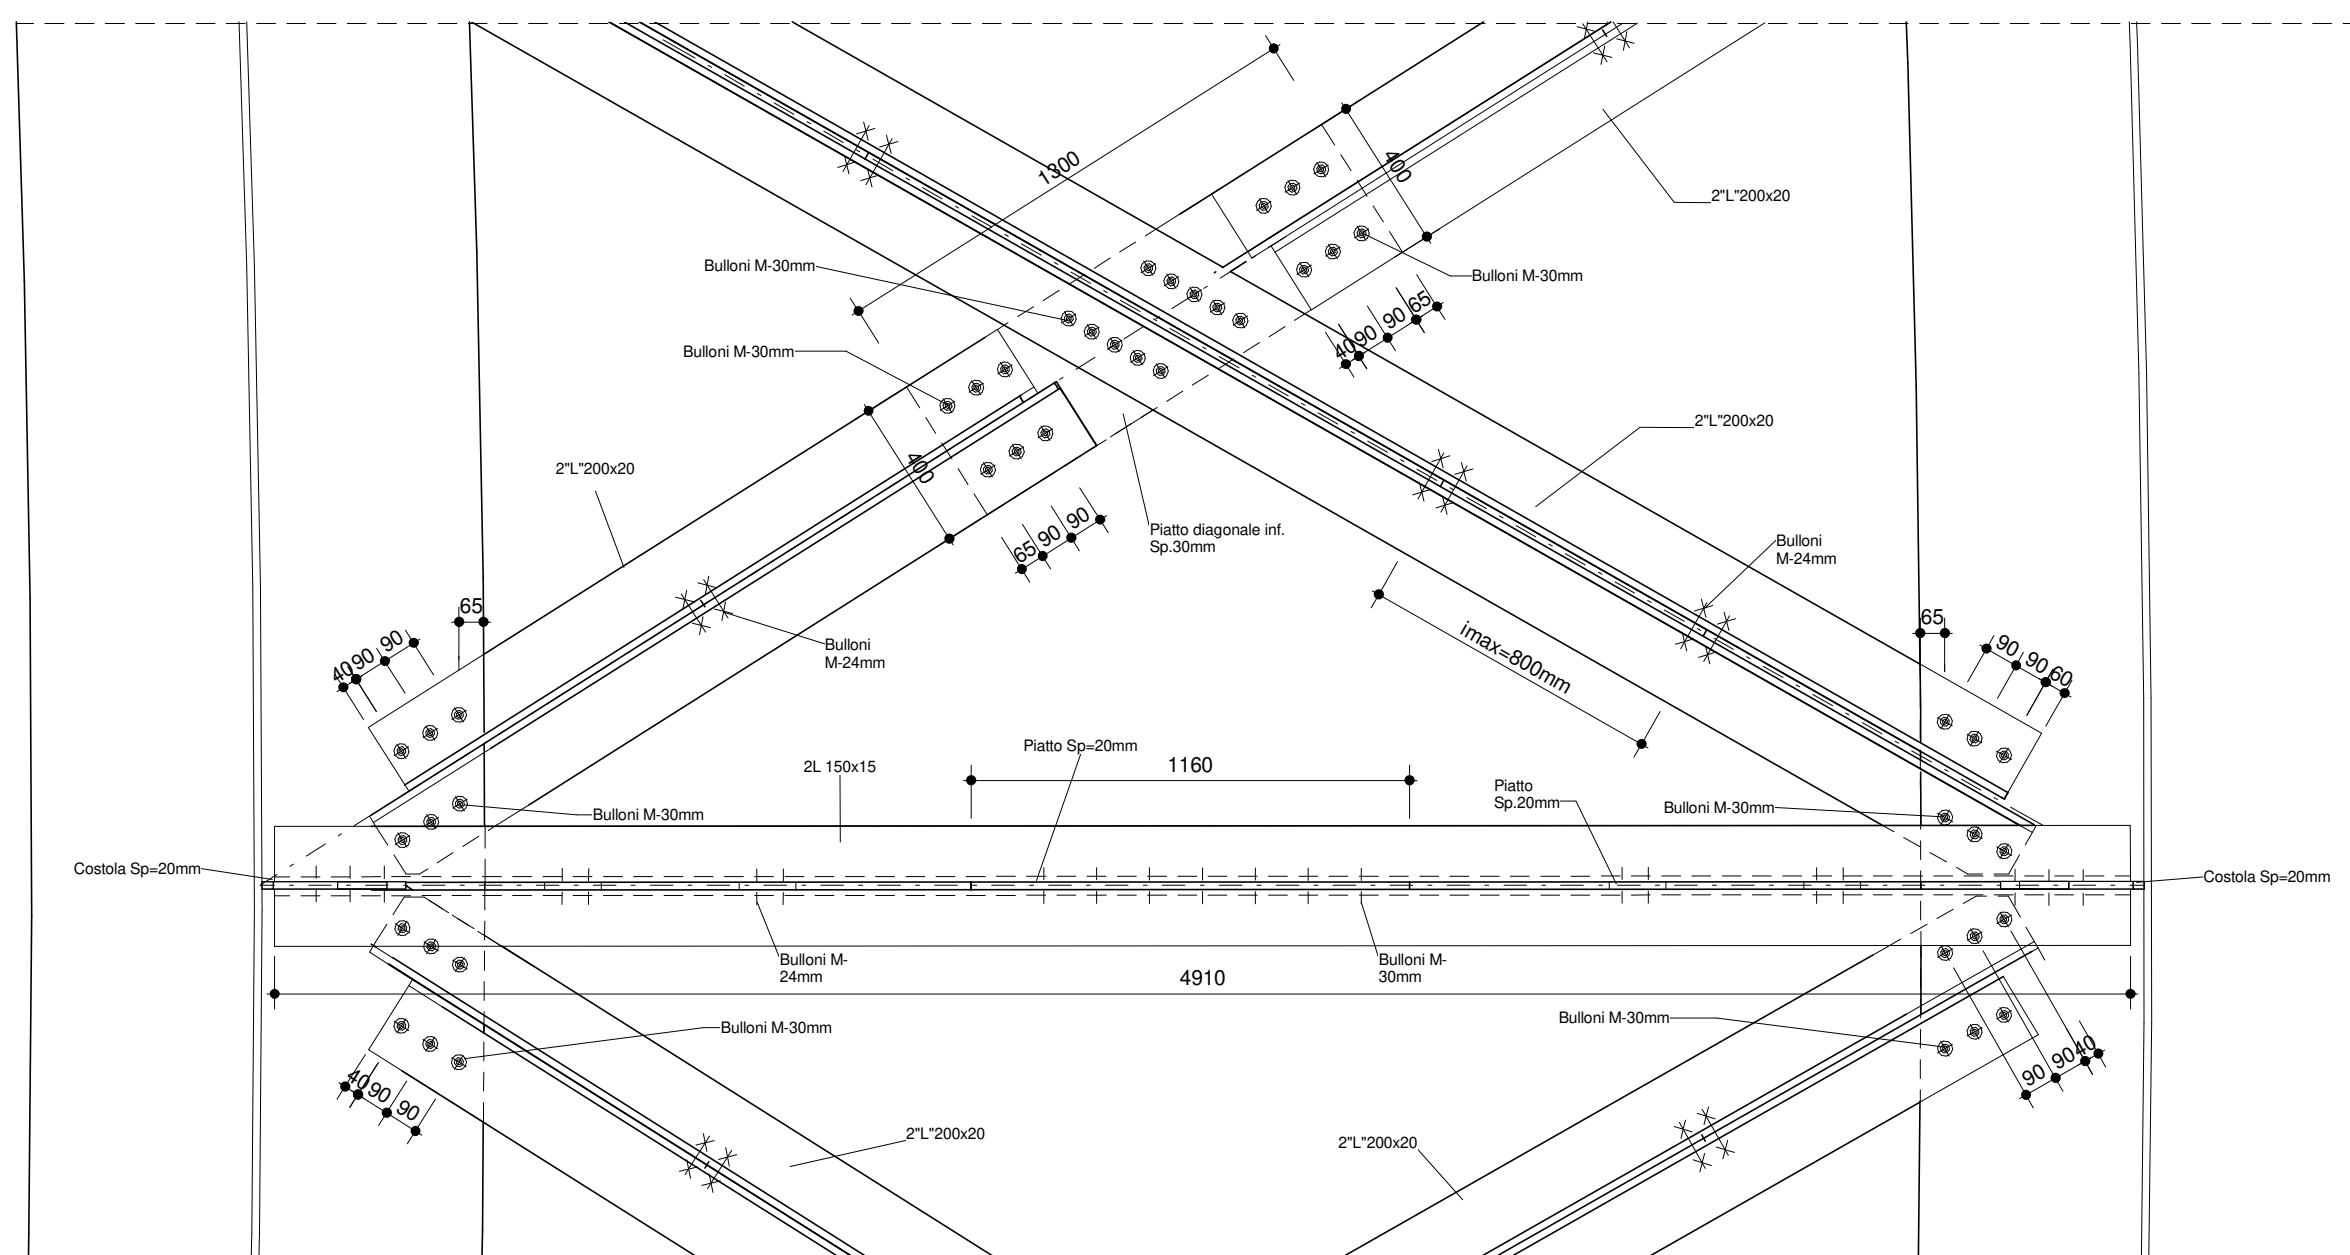 1300
400
2"L"200x20
Bulloni M-30mm
Bulloni M-30mm
40
90
90
65
Bulloni M-30mm
2"L"200x20
2"L"200x20
400
65
90
90
Piatto diagonale inf.
Sp.30mm
Bulloni
M-24mm
imax=800mm
65
40
90
90
Bulloni
M-24mm
65
90
90
60
Piatto Sp=20mm
2L 150x15
1160
Piatto
Sp.20mm
Bulloni M-30mm
Bulloni M-30mm
Costola Sp=20mm
Costola Sp=20mm
Bulloni M-
24mm
Bulloni M-
30mm
4910
Bulloni M-30mm
Bulloni M-30mm
40
90
90
90
90
40
2"L"200x20
2"L"200x20